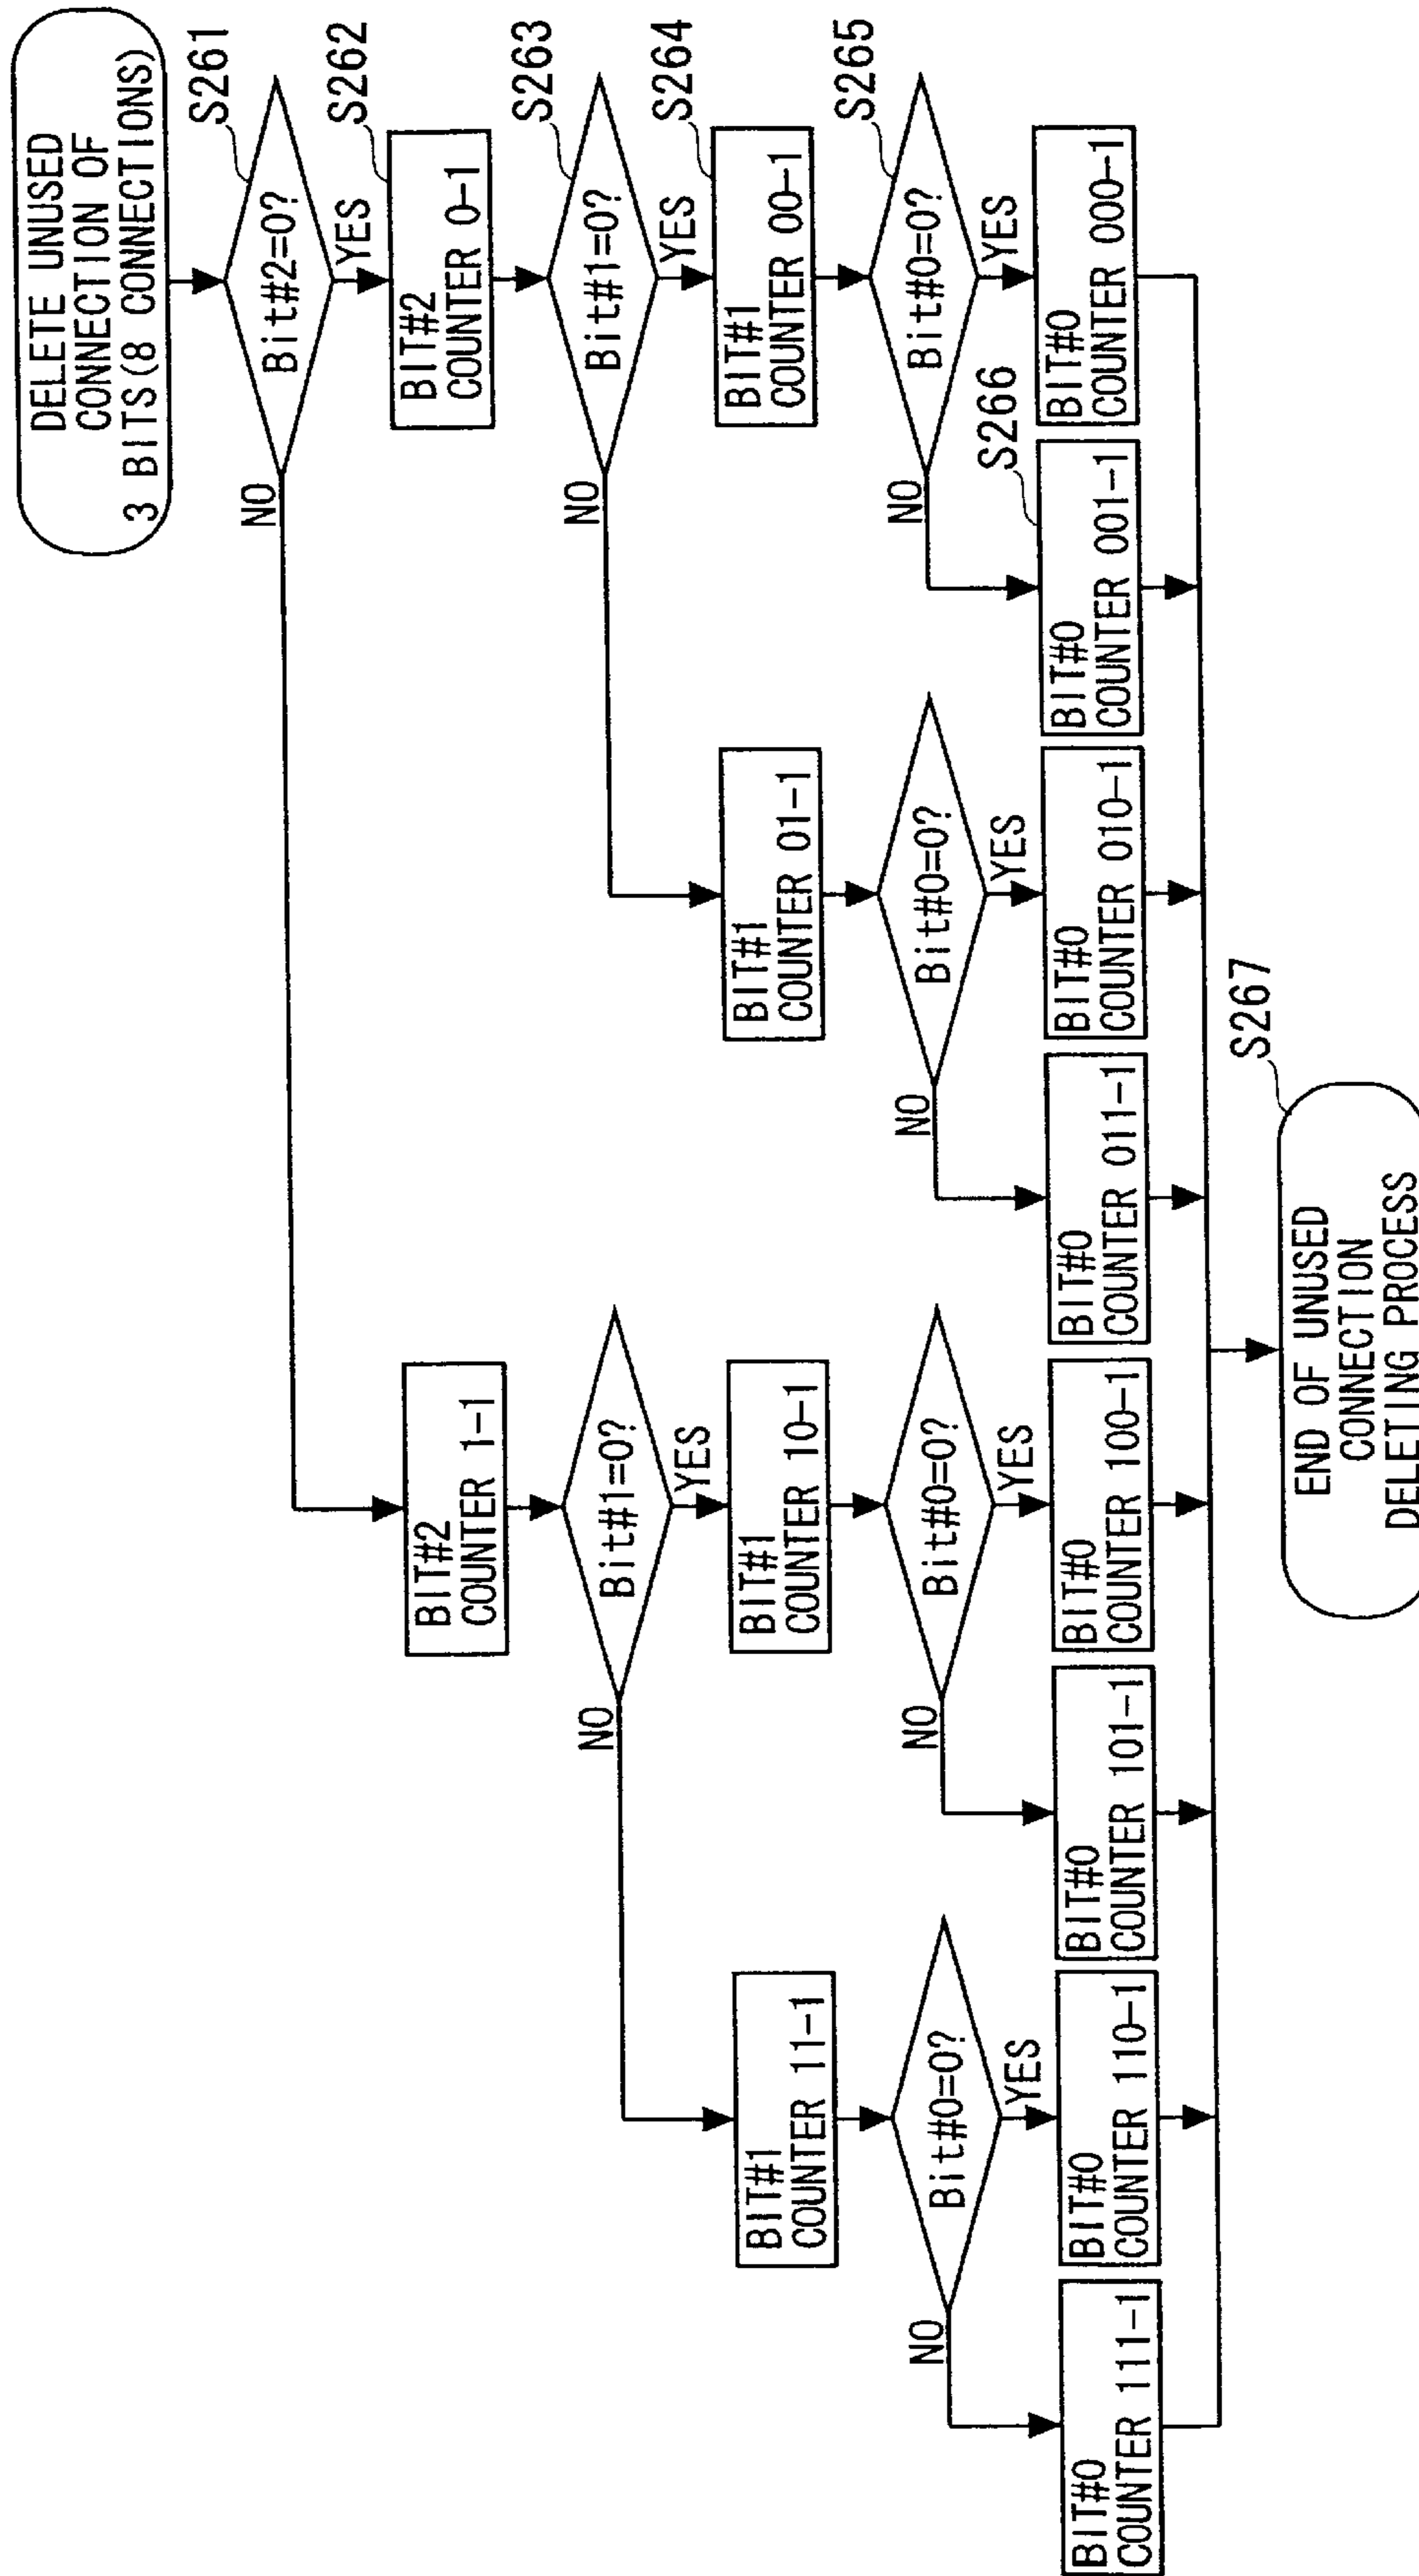 DELETE UNUSED
CONNECTION OF
3 BITS(8 CONNECTIONS)
S261
Bit#2=0?
NO
YES
S262
BIT#2
COUNTER 0-1
BIT#2
COUNTER 1-1
S263
Bit#1=0?
NO
YES
Bit#1=0?
NO
YES
S264
BIT#1
COUNTER 00-1
BIT#1
COUNTER 01-1
BIT#1
COUNTER 10-1
BIT#1
COUNTER 11-1
S265
Bit#0=0?
NO
YES
Bit#0=0?
NO
YES
Bit#0=0?
NO
YES
Bit#0=0?
NO
YES
S266
BIT#0
COUNTER 000-1
BIT#0
COUNTER 001-1
BIT#0
COUNTER 010-1
BIT#0
COUNTER 011-1
BIT#0
COUNTER 100-1
BIT#0
COUNTER 101-1
BIT#0
COUNTER 110-1
BIT#0
COUNTER 111-1
S267
END OF UNUSED
CONNECTION
DELETING PROCESS